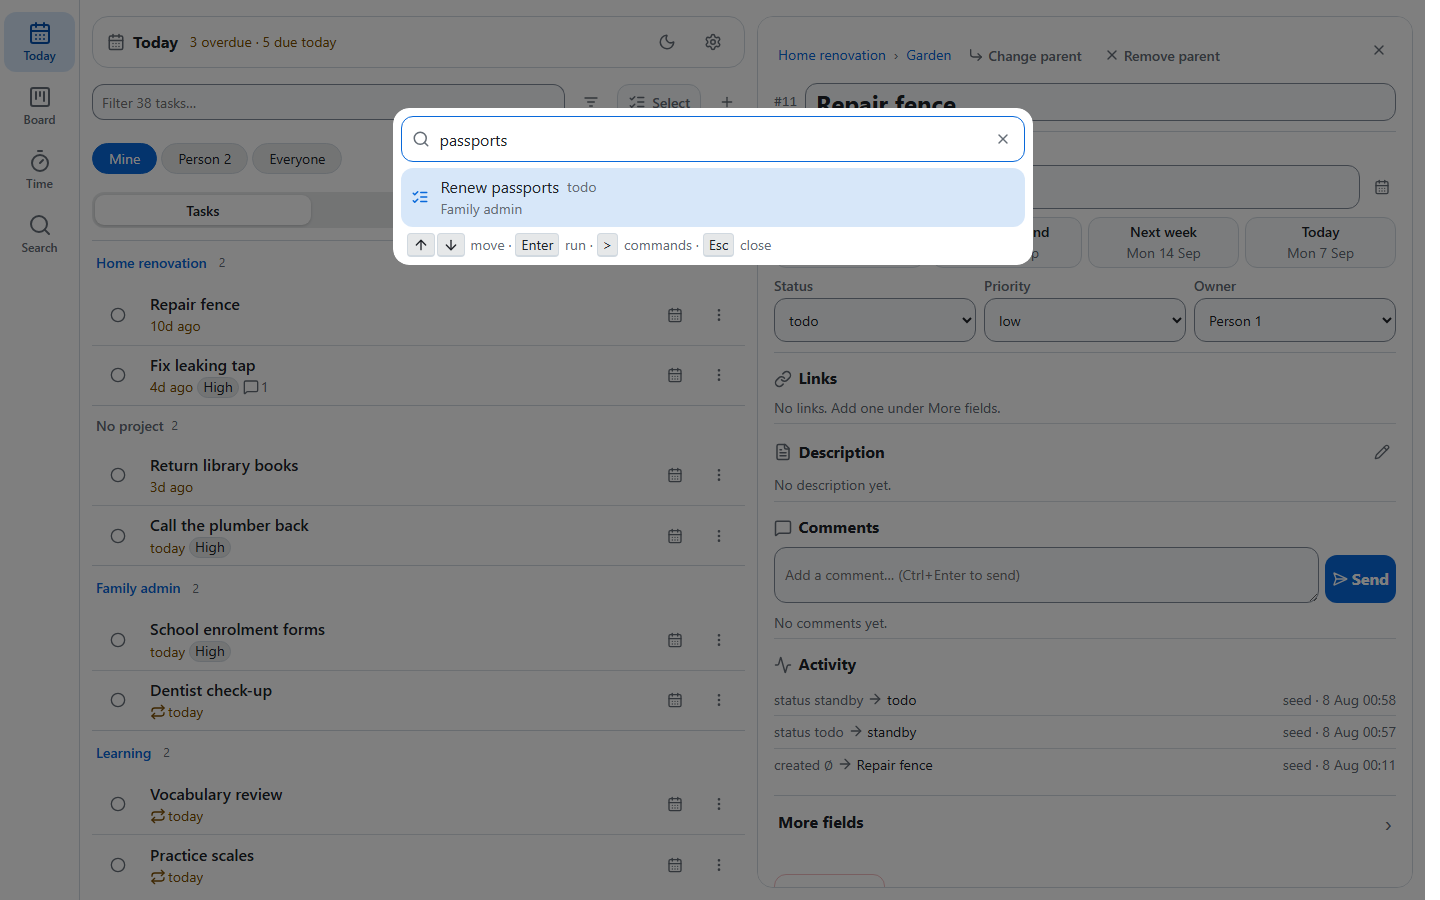 Today
Board
Time
Search
Today 3 overdue · 5 due today
Filter 38 tasks...
Select
Mine
Person 2
Everyone
Tasks
Home renovation 2
Repair fence
10d ago
Fix leaking tap
4d ago High 1
No project 2
Return library books
3d ago
Call the plumber back
today High
Family admin 2
School enrolment forms
today High
Dentist check-up
today
Learning 2
Vocabulary review
today
Practice scales
today
passports
Renew passports todo
Family admin
↑ ↓ move · Enter run · > commands · Esc close
Home renovation › Garden Change parent Remove parent
#11 Repair fence
Next week
Mon 14 Sep
Today
Mon 7 Sep
Status
todo
Priority
low
Owner
Person 1
Links
No links. Add one under More fields.
Description
No description yet.
Comments
Add a comment... (Ctrl+Enter to send)
Send
No comments yet.
Activity
status standby → todo seed · 8 Aug 00:58
status todo → standby seed · 8 Aug 00:57
created ∅ → Repair fence seed · 8 Aug 00:11
More fields